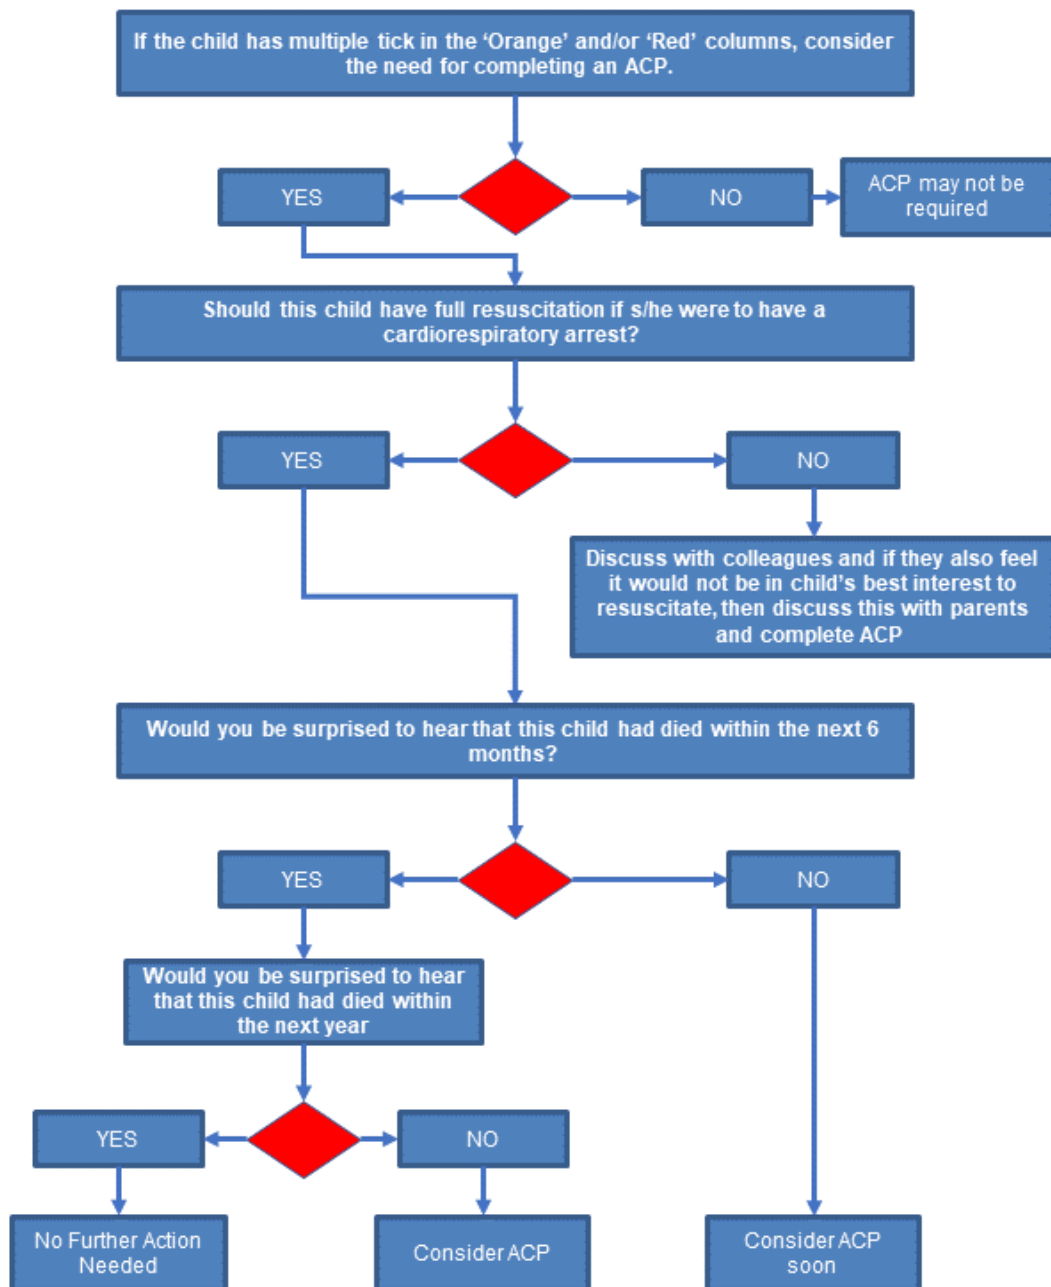 If the child has multiple tick in the ‘Orange’ and/or ‘Red’ columns, consider
the need for completing an ACP.
YES
NO
ACP may not be
required
Should this child have full resuscitation if s/he were to have a
cardiorespiratory arrest?
YES
NO
Discuss with colleagues and if they also feel
it would not be in child’s best interest to
resuscitate, then discuss this with parents
and complete ACP
Would you be surprised to hear that this child had died within the next 6
months?
YES
NO
Would you be surprised to hear
that this child had died within
the next year
YES
NO
No Further Action
Needed
Consider ACP
Consider ACP
soon